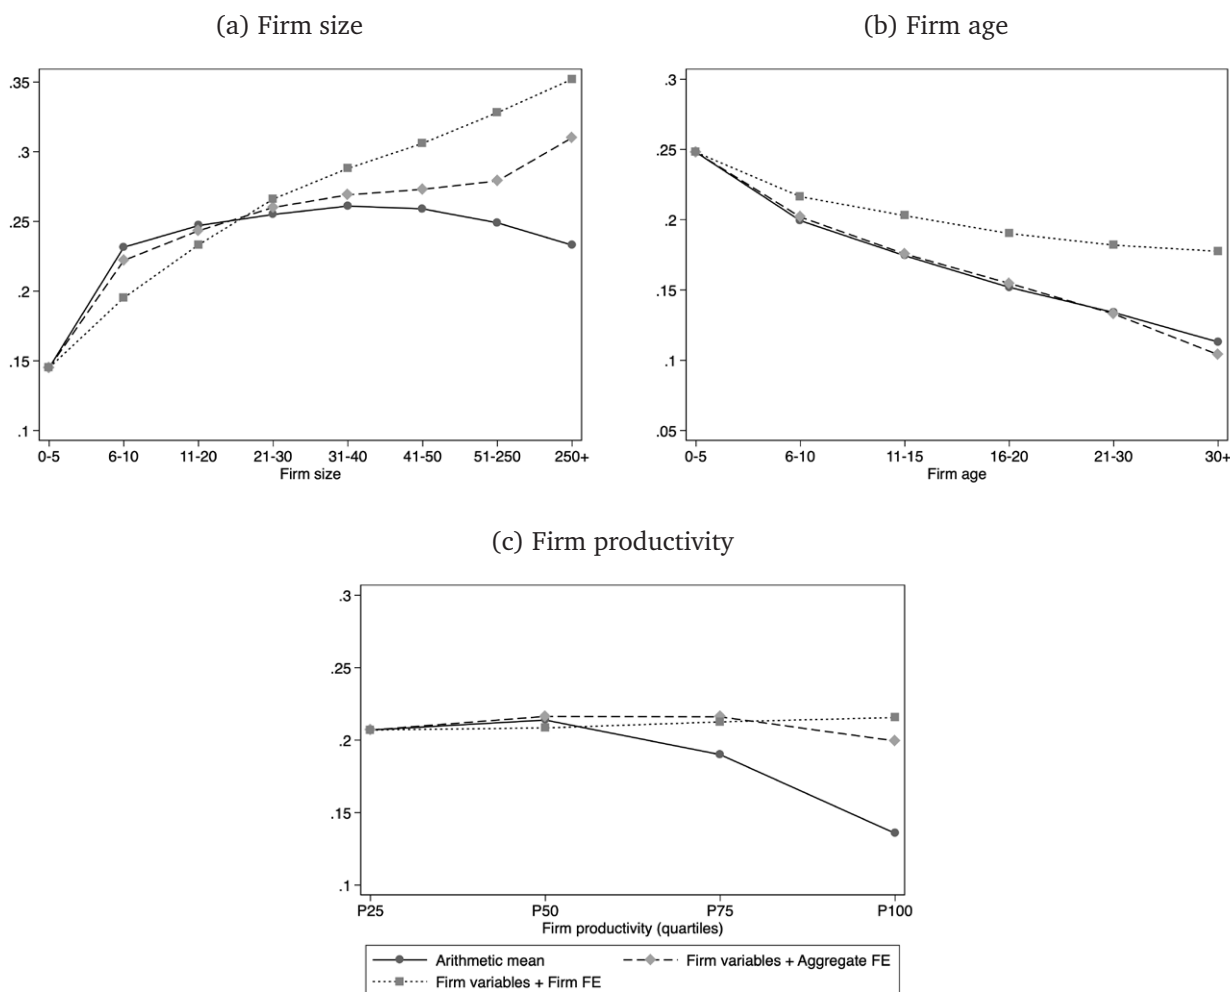 (a) Firm size
.35
.3
.25
.2
.15
.1
0-5 6-10 11-20 21-30 31-40 41-50 51-250 250+
Firm size
(b) Firm age
.3
.25
.2
.15
.1
.05
0-5 6-10 11-15 16-20 21-30 30+
Firm age
(c) Firm productivity
.3
.25
.2
.15
.1
P25 P50 P75 P100
Firm productivity (quartiles)
Arithmetic mean Firm variables + Aggregate FE
Firm variables + Firm FE